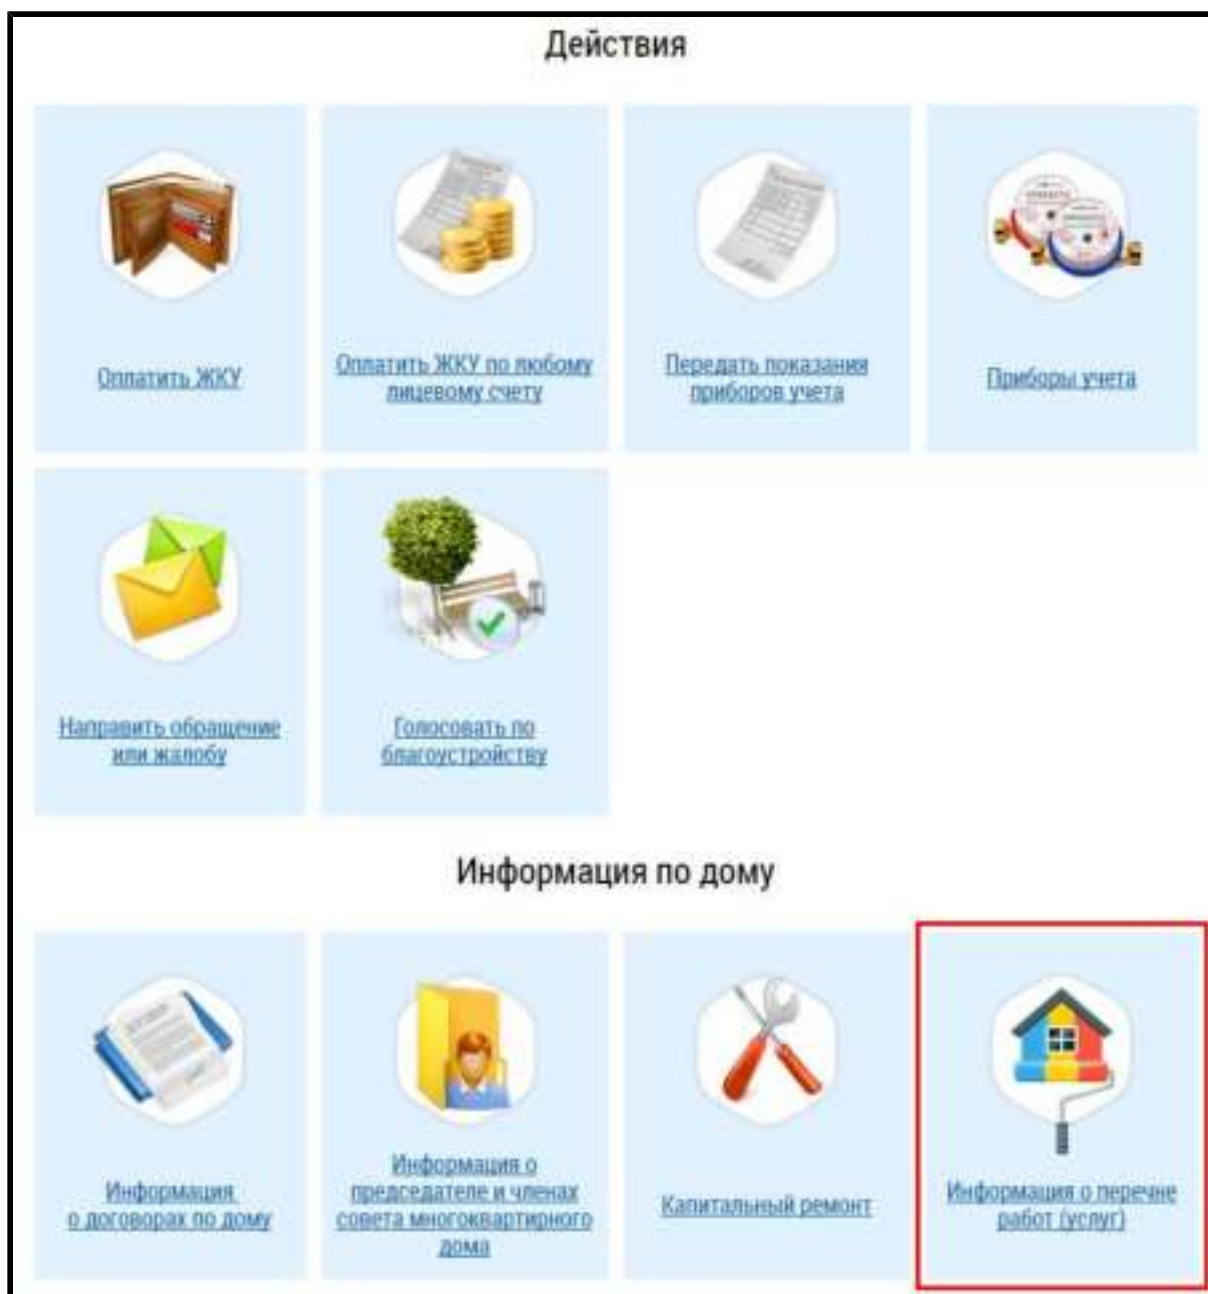 Действия
Оплатить ЖКУ
Оплатить ЖКУ по любому
лицевому счету
Передать показания
приборов учета
Приборы учета
Направить обращение
или жалобу
Голосовать по
благоустройству
Информация по дому
Информация
о договорах по дому
Информация о
председателе и членах
совета многоквартирного
дома
Капитальный ремонт
Информация о перечне
работ (услуг)